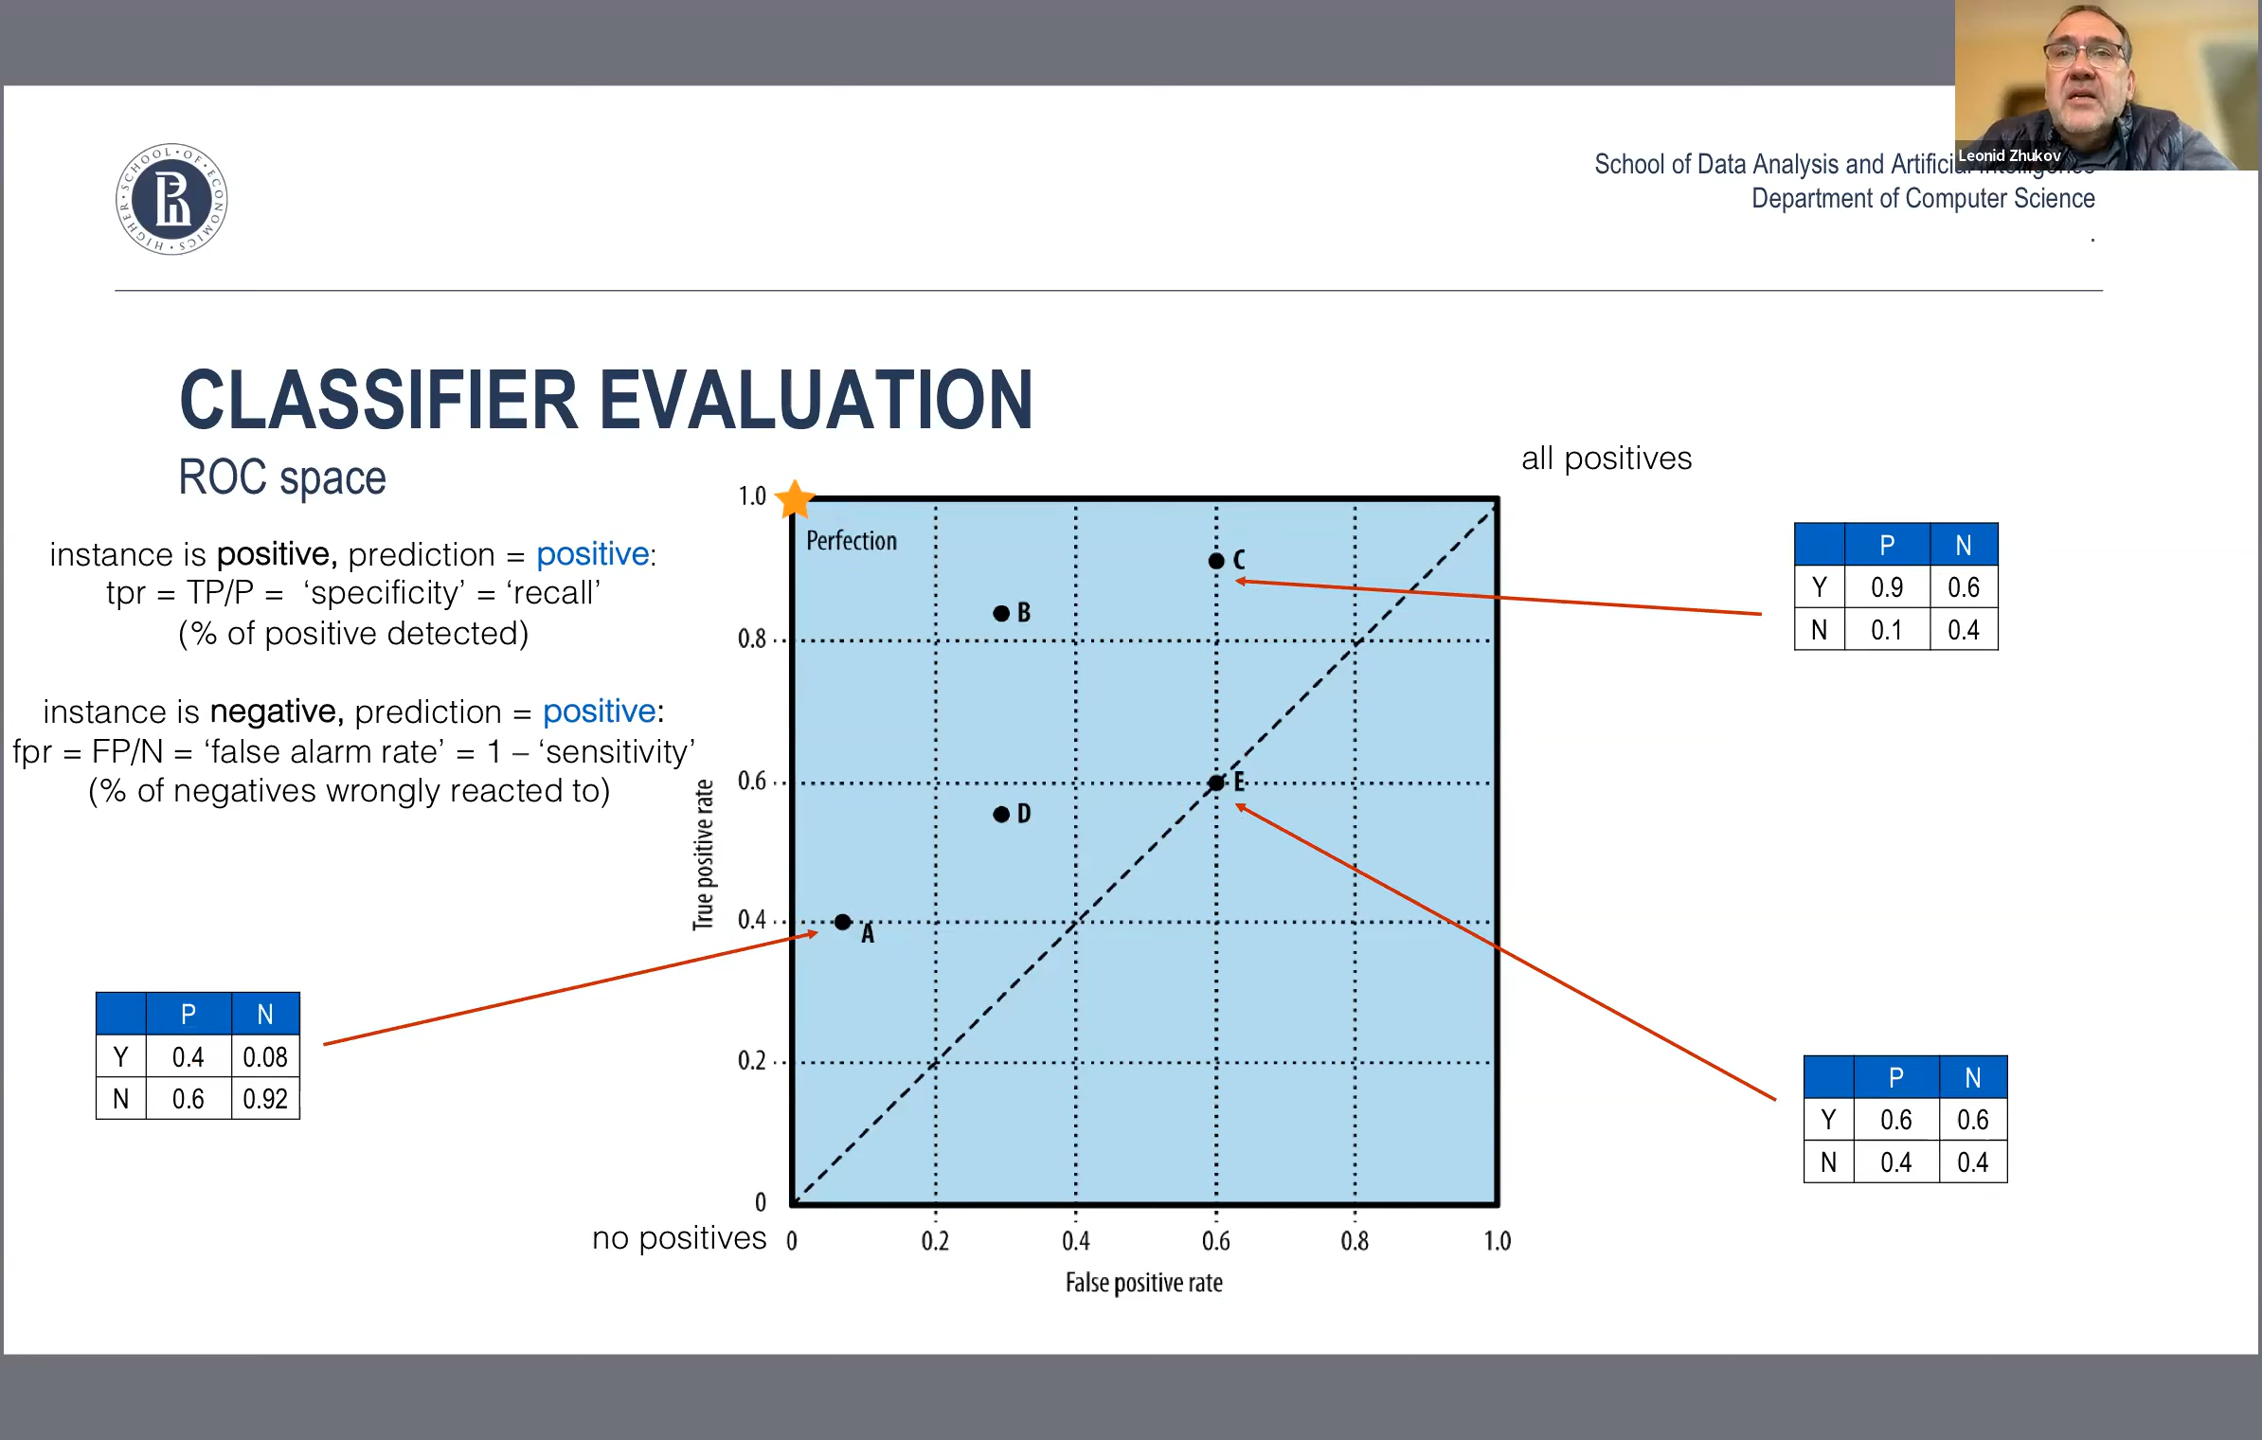 Leonid Zhukov
HIGHER · SCHOOL · OF · ECONOMICS ·
School of Data Analysis and Artificial Intelligence
Department of Computer Science
.
CLASSIFIER EVALUATION
ROC space
instance is positive, prediction = positive:
tpr = TP/P = ‘specificity’ = ‘recall’
(% of positive detected)
instance is negative, prediction = positive:
fpr = FP/N = ‘false alarm rate’ = 1 – ‘sensitivity’
(% of negatives wrongly reacted to)
all positives
1.0
0.8
0.6
0.4
0.2
0
True positive rate
Perfection
C
B
E
D
A
no positives
0 0.2 0.4 0.6 0.8 1.0
False positive rate
P N
Y 0.9 0.6
N 0.1 0.4
P N
Y 0.4 0.08
N 0.6 0.92
P N
Y 0.6 0.6
N 0.4 0.4